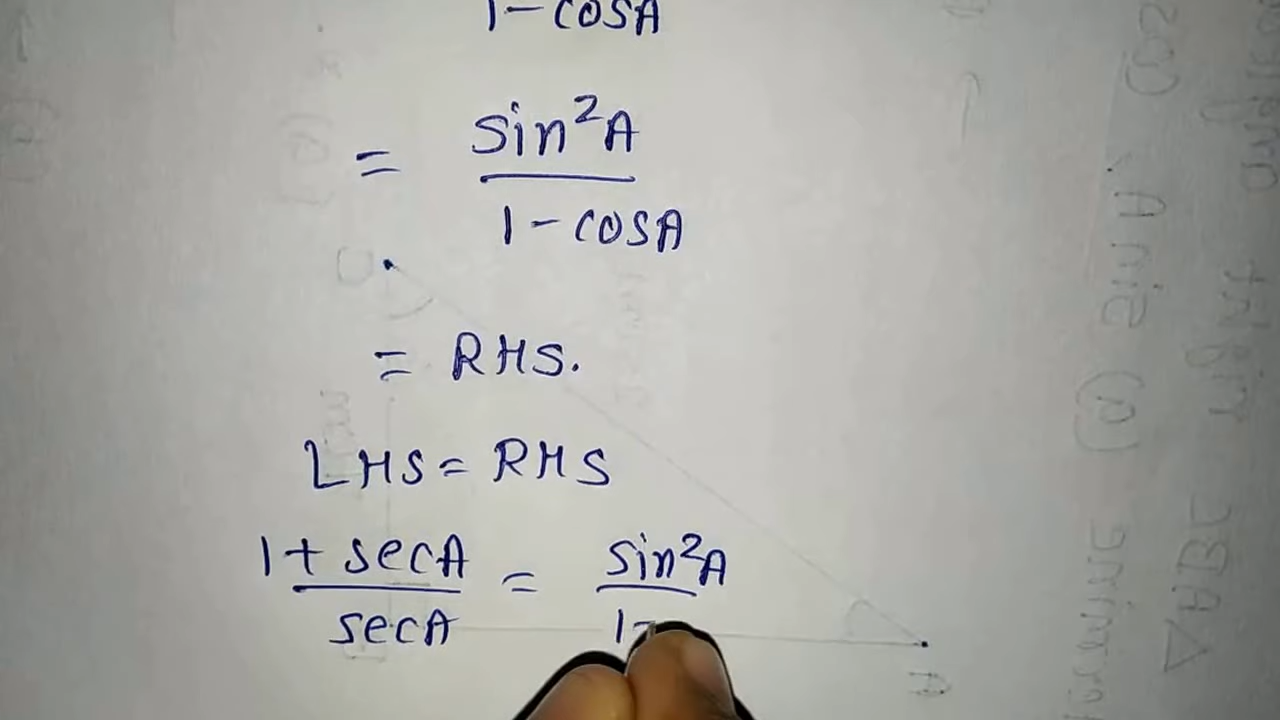 1 - cosA
= sin²A
1 - cosA
= RHS.
LHS = RHS
1 + secA = sin²A
secA 1 -